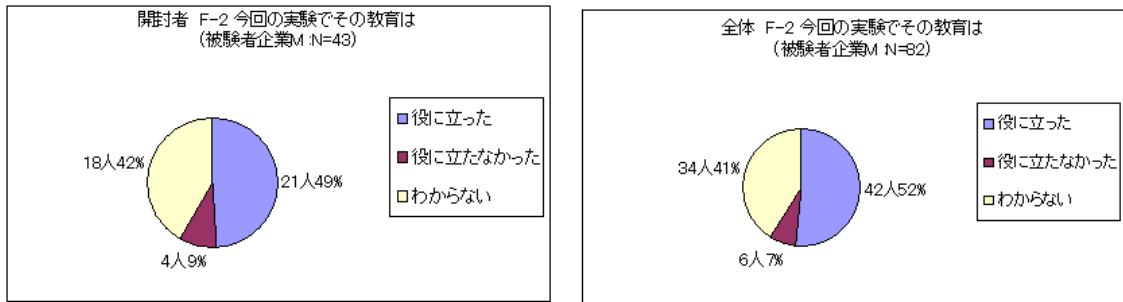 開封者 F-2 今回の実験でその教育は
(被験者企業M:N=43)
役に立った
役に立たなかった
わからない
18人42%
21人49%
4人9%
全体 F-2 今回の実験でその教育は
(被験者企業M:N=82)
役に立った
役に立たなかった
わからない
34人41%
42人52%
6人7%